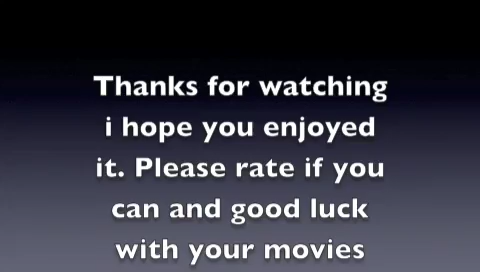 Thanks for watching
i hope you enjoyed
it. Please rate if you
can and good luck
with your movies